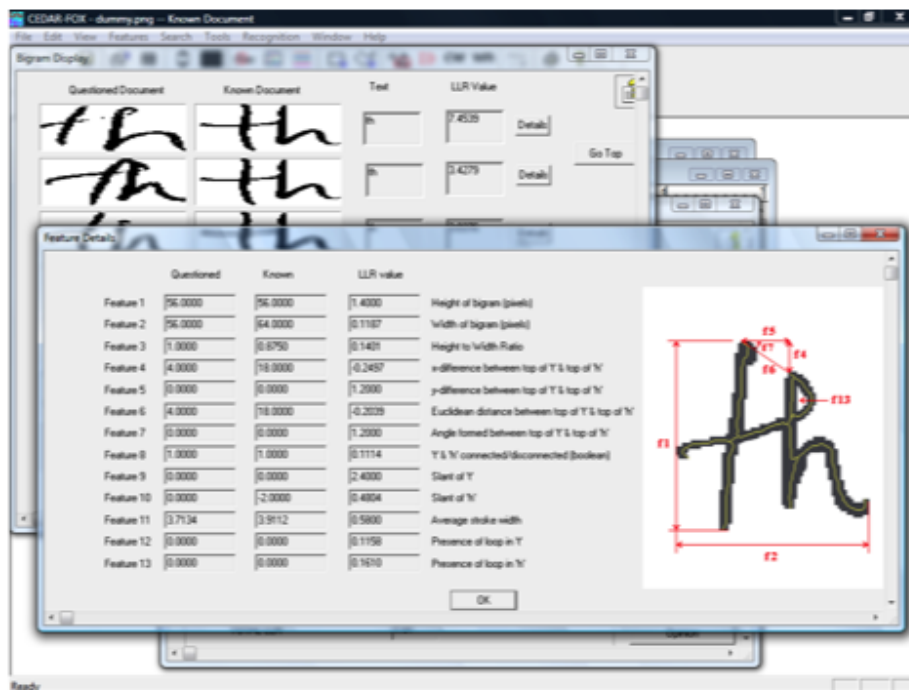 CEDAR-FOX - dummy.png -- Known Document
File Edit View Features Search Tools Recognition Window Help
Bigram Display
Questioned Document Known Document Text LLR Value
th th th 7.4539 Details
Go Top
th th th 3.4279 Details
Feature Details
Questioned Known LLR value
Feature 1 56.0000 56.0000 1.4000 Height of bigram (pixels)
Feature 2 56.0000 64.0000 0.1187 Width of bigram (pixels)
Feature 3 1.0000 0.8750 0.1401 Height to Width Ratio
Feature 4 4.0000 18.0000 -0.2497 x-difference between top of 't' & top of 'h'
Feature 5 0.0000 0.0000 1.2000 y-difference between top of 't' & top of 'h'
Feature 6 4.0000 18.0000 -0.2039 Euclidean distance between top of 't' & top of 'h'
Feature 7 0.0000 0.0000 1.2000 Angle formed between top of 't' & top of 'h'
Feature 8 1.0000 1.0000 0.1114 't' & 'h' connected/disconnected (boolean)
Feature 9 0.0000 0.0000 2.4000 Slant of 't'
Feature 10 0.0000 -2.0000 0.4804 Slant of 'h'
Feature 11 3.7134 3.9112 0.5800 Average stroke width
Feature 12 0.0000 0.0000 0.1158 Presence of loop in 't'
Feature 13 0.0000 0.0000 0.1610 Presence of loop in 'h'
f5
f7
f4
f6
f13
f1
th
f2
OK
Ready